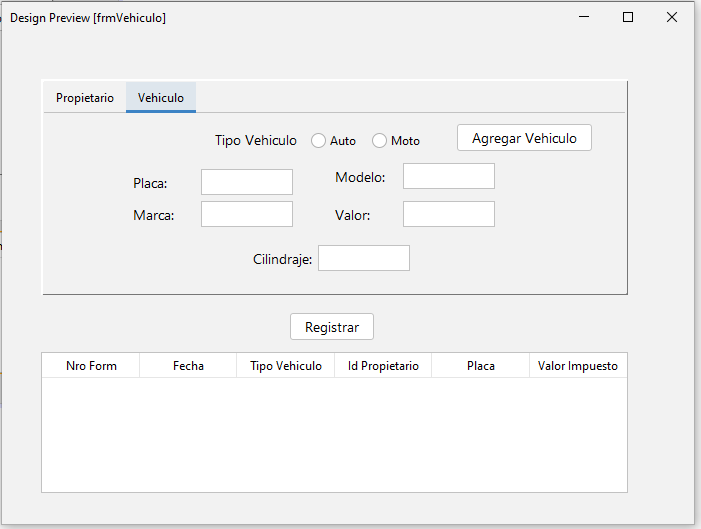 Design Preview [frmVehiculo]
Propietario Vehiculo
Tipo Vehiculo Auto Moto Agregar Vehiculo
Placa: Modelo:
Marca: Valor:
Cilindraje:
Registrar
Nro Form Fecha Tipo Vehiculo Id Propietario Placa Valor Impuesto